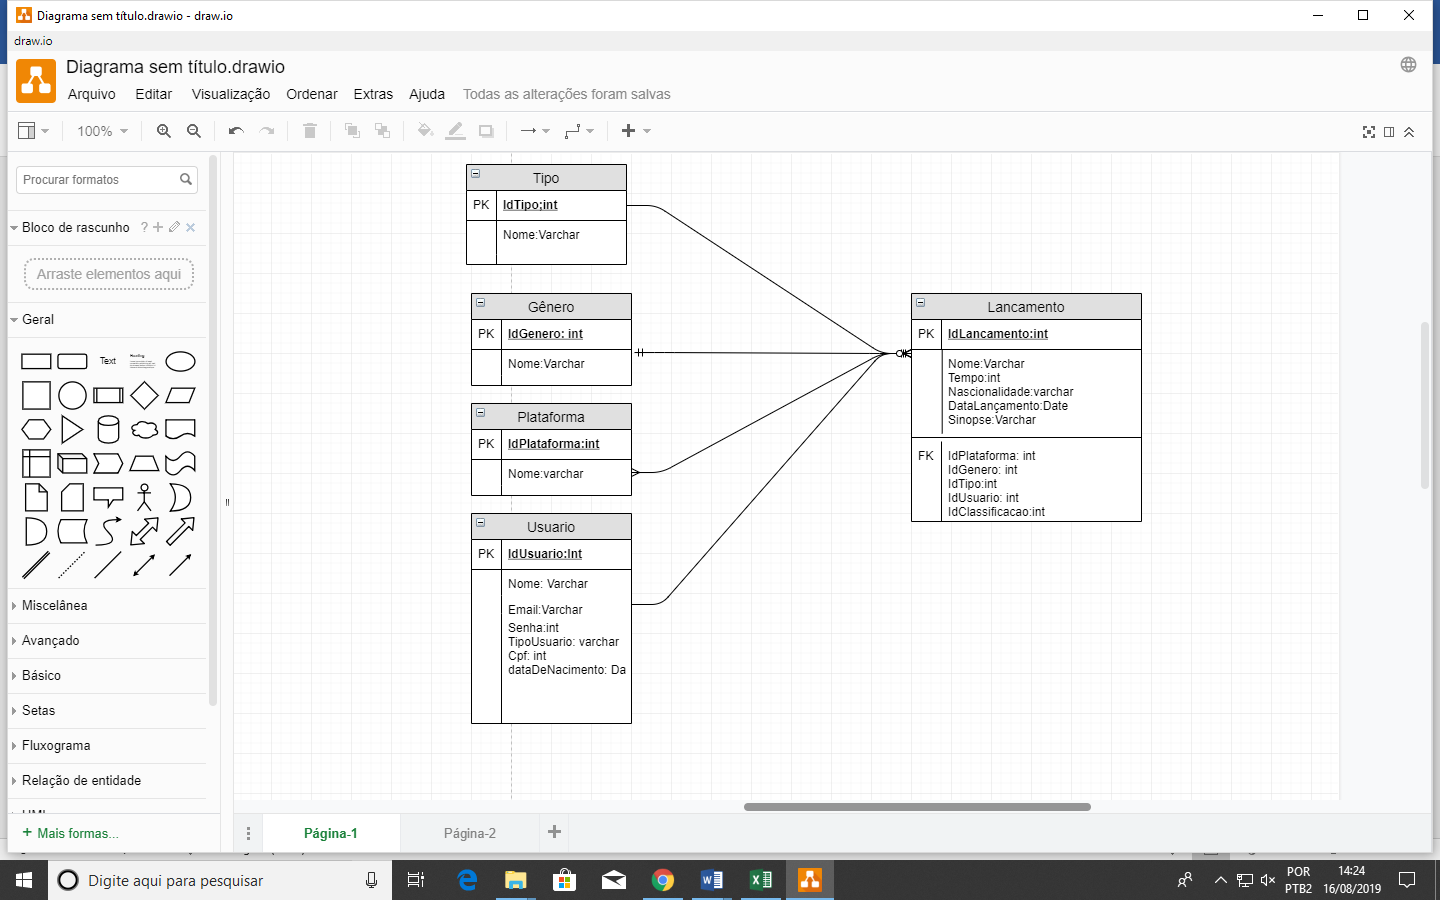 Diagrama sem título.drawio - draw.io
draw.io
Diagrama sem título.drawio
Arquivo Editar Visualização Ordenar Extras Ajuda Todas as alterações foram salvas
100%
Procurar formatos
Bloco de rascunho ?
Arraste elementos aqui
Geral
Text
Heading
Miscelânea
Avançado
Básico
Setas
Fluxograma
Relação de entidade
UML
+ Mais formas...
Tipo
PK IdTipo;int
Nome:Varchar
Gênero
PK IdGenero: int
Nome:Varchar
Plataforma
PK IdPlataforma:int
Nome:varchar
Usuario
PK IdUsuario:Int
Nome: Varchar
Email:Varchar
Senha:int
TipoUsuario: varchar
Cpf: int
dataDeNacimento: Da
Lancamento
PK IdLancamento:int
Nome:Varchar
Tempo:int
Nascionalidade:varchar
DataLançamento:Date
Sinopse:Varchar
FK IdPlataforma: int
IdGenero: int
IdTipo:int
IdUsuario: int
IdClassificacao:int
Página-1 Página-2
Digite aqui para pesquisar
POR
PTB2
14:24
16/08/2019